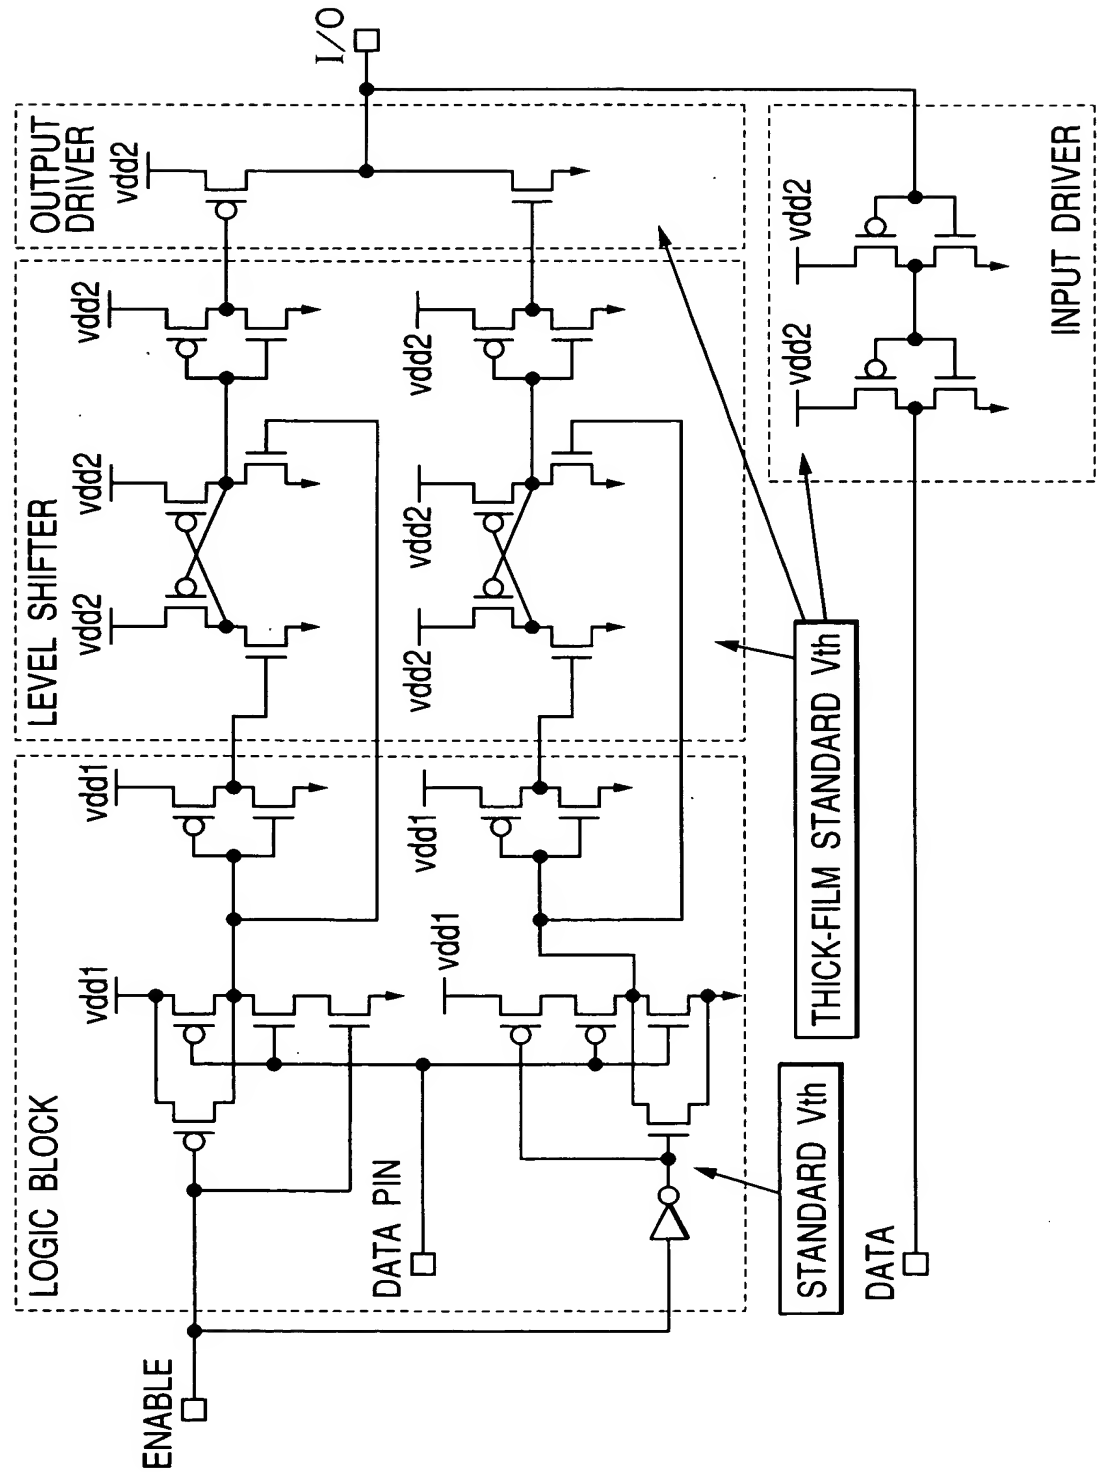 ENABLE
LOGIC BLOCK
vdd1
vdd1
DATA PIN
vdd1
vdd1
LEVEL SHIFTER
vdd2
vdd2
vdd2
vdd2
vdd2
vdd2
OUTPUT
DRIVER
vdd2
I/O
STANDARD Vth
THICK-FILM STANDARD Vth
DATA
vdd2
vdd2
INPUT DRIVER